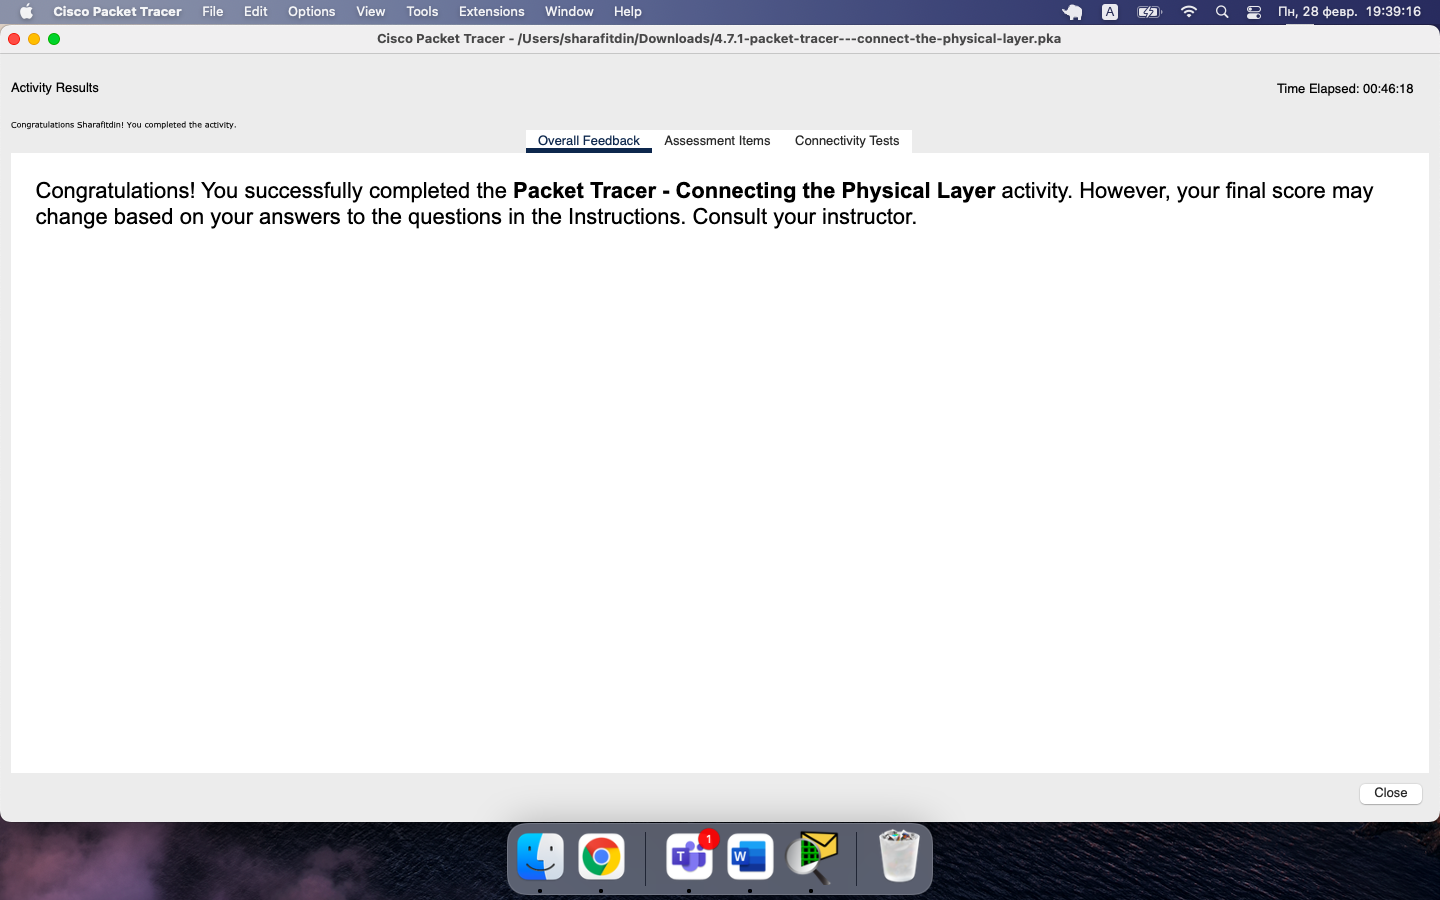 Cisco Packet Tracer File Edit Options View Tools Extensions Window Help A Пн, 28 февр. 19:39:16
Cisco Packet Tracer - /Users/sharafitdin/Downloads/4.7.1-packet-tracer---connect-the-physical-layer.pka
Activity Results
Time Elapsed: 00:46:18
Congratulations Sharafitdin! You completed the activity.
Overall Feedback Assessment Items Connectivity Tests
Congratulations! You successfully completed the Packet Tracer - Connecting the Physical Layer activity. However, your final score may
change based on your answers to the questions in the Instructions. Consult your instructor.
Close
1
T
W